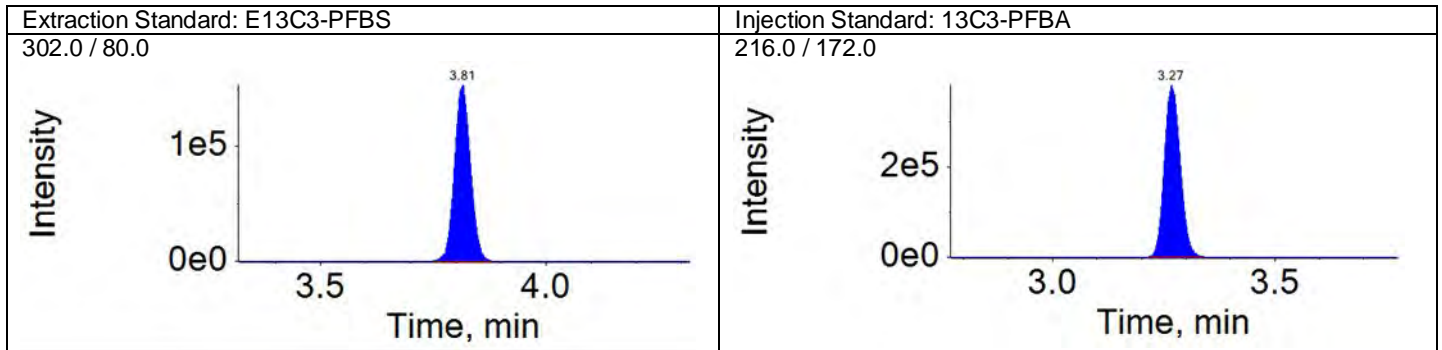 Extraction Standard: E13C3-PFBS
302.0 / 80.0
3.81
1e5
0e0
Intensity
3.5 4.0
Time, min
Injection Standard: 13C3-PFBA
216.0 / 172.0
3.27
2e5
0e0
Intensity
3.0 3.5
Time, min